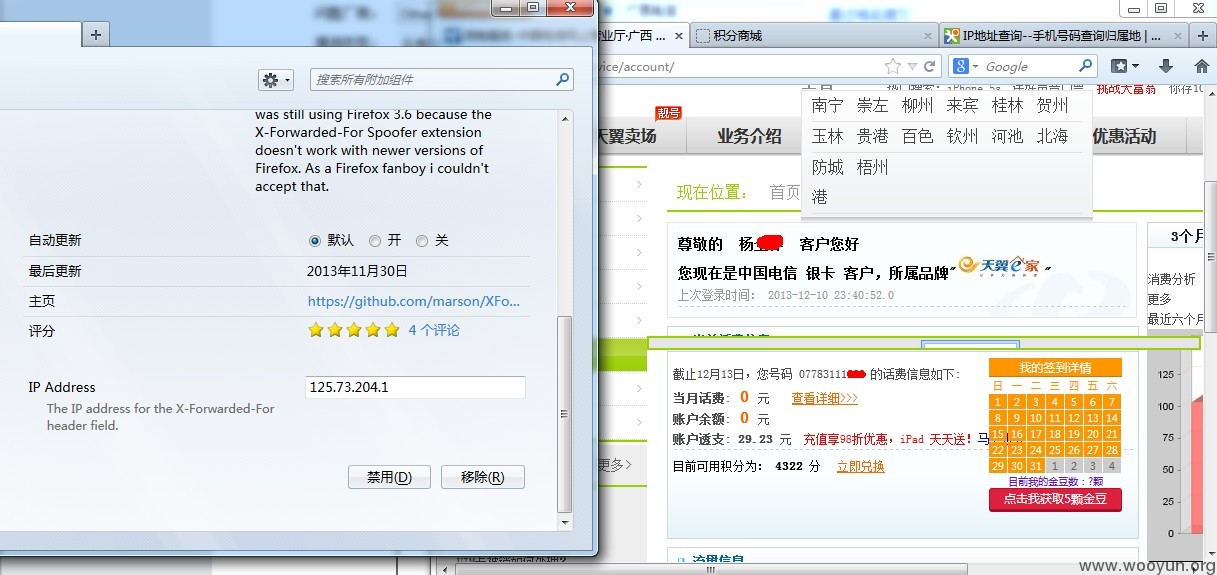 搜索所有附加组件
was still using Firefox 3.6 because the
X-Forwarded-For Spoofer extension
doesn't work with newer versions of
Firefox. As a Firefox fanboy i couldn't
accept that.
自动更新 默认 开 关
最后更新 2013年11月30日
主页 https://github.com/marson/XFo...
评分 4 个评论
IP Address 125.73.204.1
The IP address for the X-Forwarded-For
header field.
禁用(D) 移除(R)
业厅·广西 ... 积分商城 IP地址查询--手机号码查询归属地 | ...
ice/account/ Google
挑战大富翁
靓号
天翼卖场 业务介绍 优惠活动
南宁 崇左 柳州 来宾 桂林 贺州
玉林 贵港 百色 钦州 河池 北海
防城 梧州
港
现在位置： 首页
尊敬的 杨 客户您好
您现在是中国电信 银卡 客户，所属品牌"天翼e家"。
上次登录时间： 2013-12-10 23:40:52.0
3个月
消费分析
更多
最近六个月
截止12月13日，您号码 07783111 的话费信息如下：
当月话费： 0 元 查看详细>>>
账户余额： 0 元
账户透支：29.23 元 充值享98折优惠，iPad 天天送！马
目前可用积分为： 4322 分 立即兑换
更多>
我的签到详情
日 一 二 三 四 五 六
1 2 3 4 5 6 7
8 9 10 11 12 13 14
15 16 17 18 19 20 21
22 23 24 25 26 27 28
29 30 31 1 2 3 4
目前我的金豆数：?颗
点击我获取5颗金豆
125
100
75
50
25
0
流量信息
www.wooyun.org